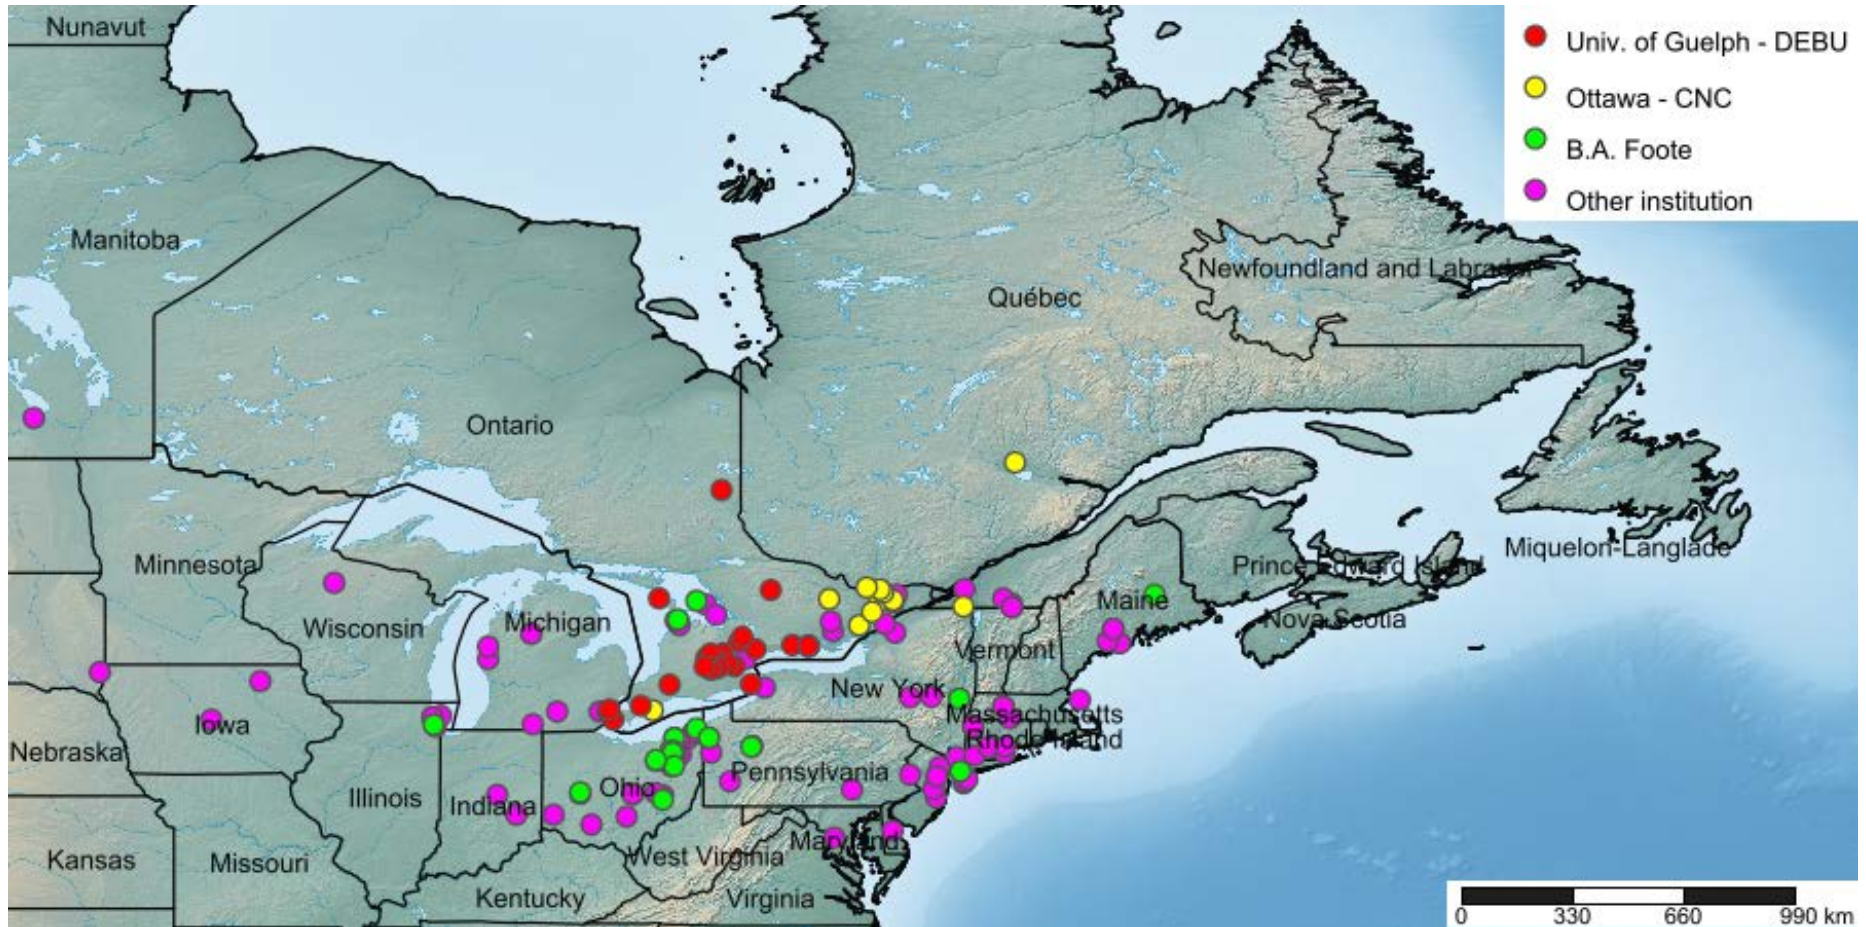 Nunavut
Univ. of Guelph - DEBU
Ottawa - CNC
B.A. Foote
Other institution
Manitoba
Newfoundland and Labrador
Québec
Ontario
Miquelon-Langlade
Minnesota
Prince Edward Island
Maine
Nova Scotia
Wisconsin
Michigan
Vermont
New York
Massachusetts
Iowa
Rhode Island
Nebraska
Pennsylvania
Ohio
Illinois
Indiana
Maryland
Kansas
Missouri
West Virginia
Kentucky
Virginia
0 330 660 990 km